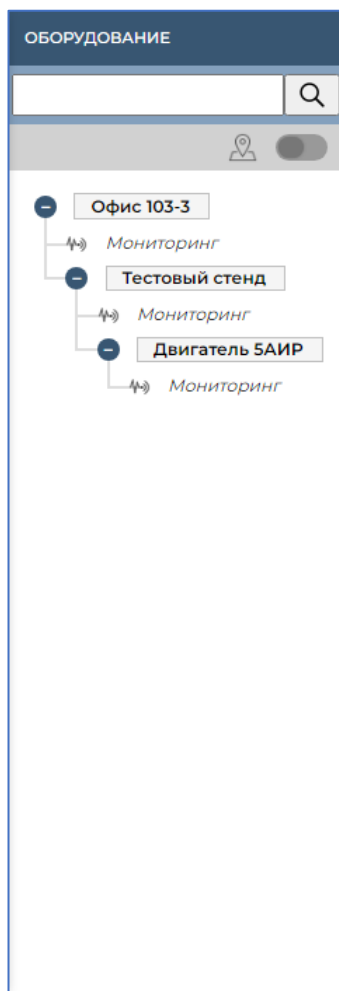 ОБОРУДОВАНИЕ
Офис 103-3
Мониторинг
Тестовый стенд
Мониторинг
Двигатель 5АИР
Мониторинг